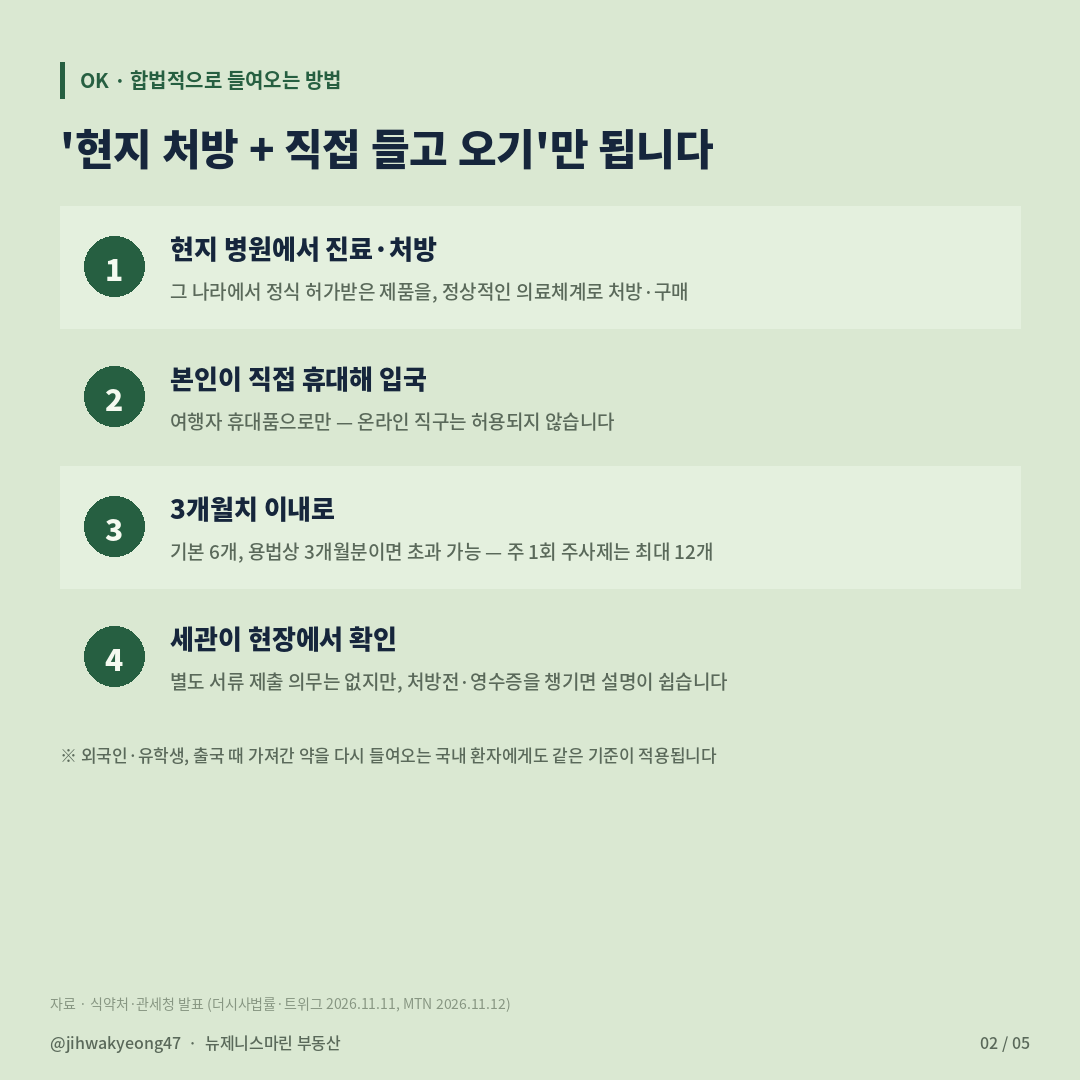 OK · 합법적으로 들여오는 방법
'현지 처방 + 직접 들고 오기'만 됩니다
1
현지 병원에서 진료·처방
그 나라에서 정식 허가받은 제품을, 정상적인 의료체계로 처방·구매
2
본인이 직접 휴대해 입국
여행자 휴대품으로만 — 온라인 직구는 허용되지 않습니다
3
3개월치 이내로
기본 6개, 용법상 3개월분이면 초과 가능 — 주 1회 주사제는 최대 12개
4
세관이 현장에서 확인
별도 서류 제출 의무는 없지만, 처방전·영수증을 챙기면 설명이 쉽습니다
※ 외국인·유학생, 출국 때 가져간 약을 다시 들여오는 국내 환자에게도 같은 기준이 적용됩니다
자료 · 식약처·관세청 발표 (더시사법률·트위그 2026.11.11, MTN 2026.11.12)
@jihwakyeong47 · 뉴제니스마린 부동산
02 / 05